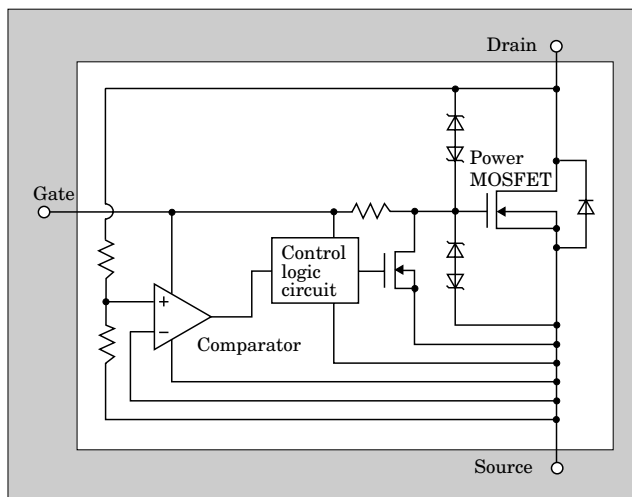 Drain
Power
MOSFET
Gate
Control
logic
circuit
+
−
Comparator
Source